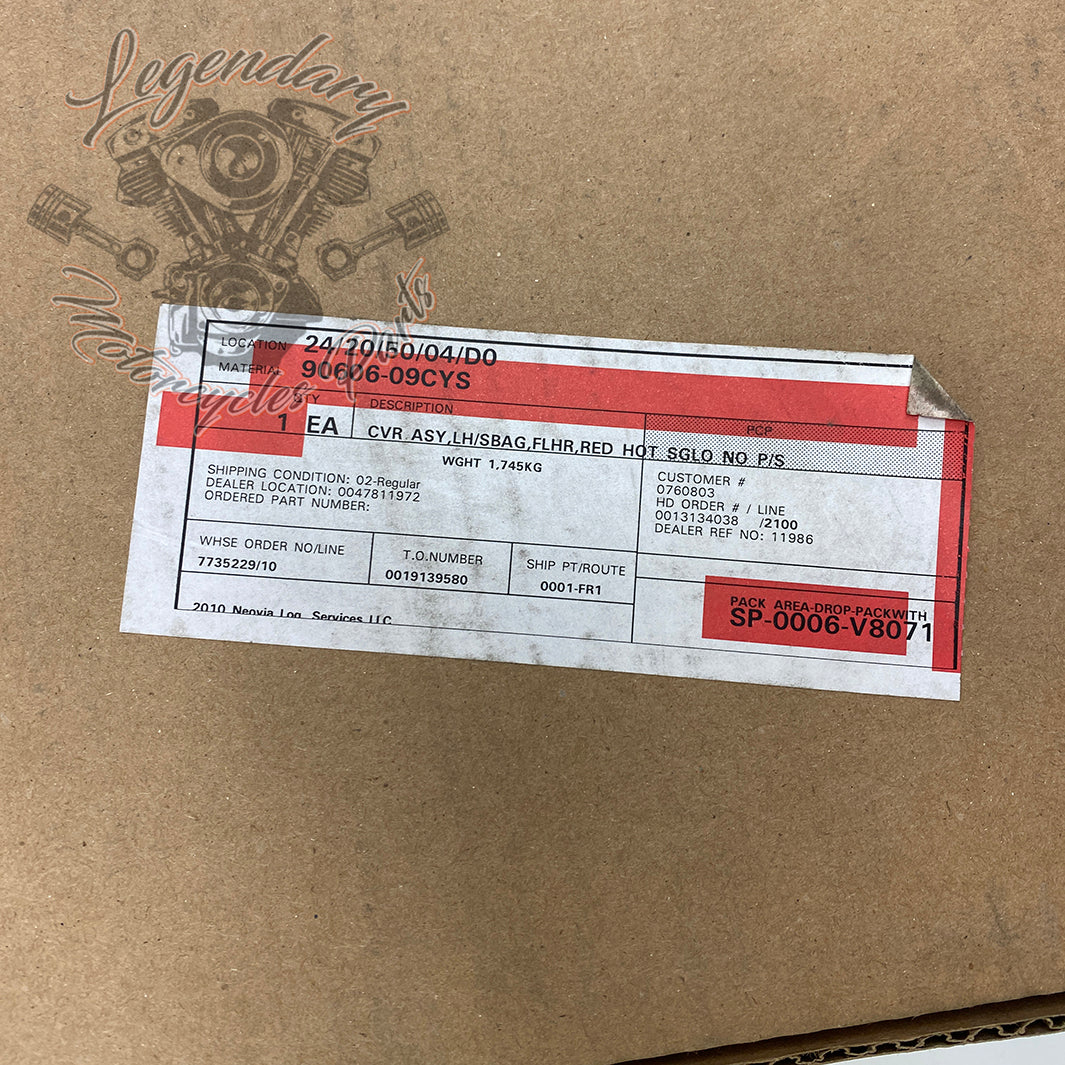 Legendary
Motorcycles Parts
LOCATION 24/20/50/04/D0
MATERIAL 90606-09CYS
QTY DESCRIPTION PCP
1 EA CVR ASY,LH/SBAG,FLHR,RED HOT SGLO NO P/S
WGHT 1.745KG
SHIPPING CONDITION: 02-Regular
DEALER LOCATION: 0047811972
ORDERED PART NUMBER:
CUSTOMER #
0760803
HD ORDER # / LINE
0013134038 /2100
DEALER REF NO: 11986
WHSE ORDER NO/LINE
7735229/10
T.O.NUMBER
0019139580
SHIP PT/ROUTE
0001-FR1
PACK AREA-DROP-PACKWITH
SP-0006-V8071
2010 Neovia Log. Services LLC